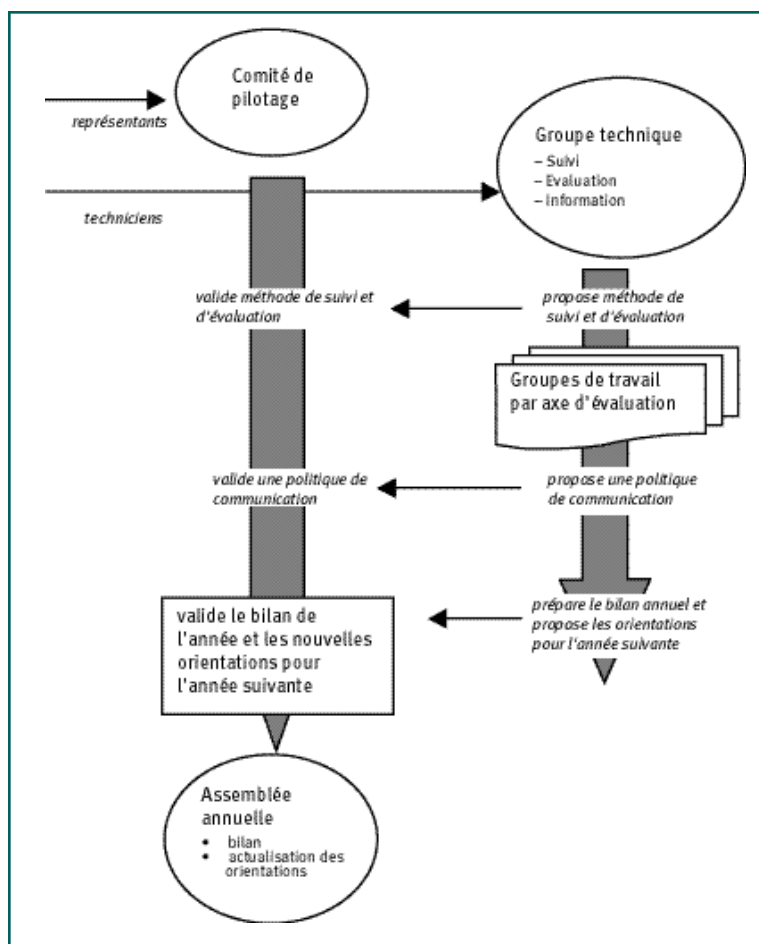 Comité de
pilotage
représentants
Groupe technique
– Suivi
– Evaluation
– Information
techniciens
valide méthode de suivi et
d'évaluation
propose méthode de
suivi et d'évaluation
Groupes de travail
par axe d'évaluation
valide une politique de
communication
propose une politique
de communication
valide le bilan de
l'année et les nouvelles
orientations pour
l'année suivante
prépare le bilan annuel et
propose les orientations
pour l'année suivante
Assemblée
annuelle
• bilan
• actualisation des
orientations